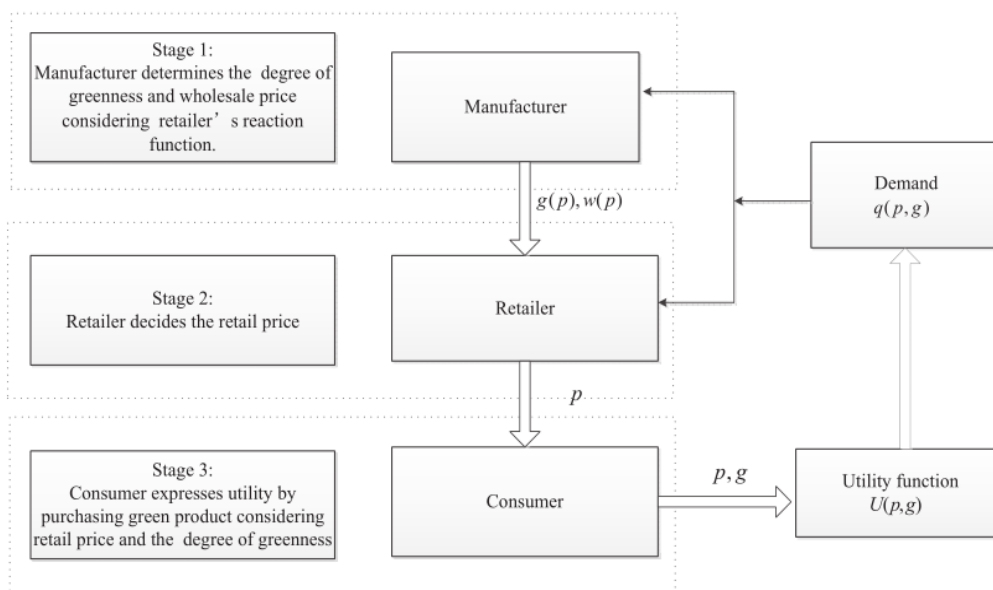 Stage 1:
Manufacturer determines the degree of
greenness and wholesale price
considering retailer’ s reaction
function.
Manufacturer
g(p),w(p)
Demand
q(p,g)
Stage 2:
Retailer decides the retail price
Retailer
p
Stage 3:
Consumer expresses utility by
purchasing green product considering
retail price and the degree of greenness
Consumer
p,g
Utility function
U(p,g)